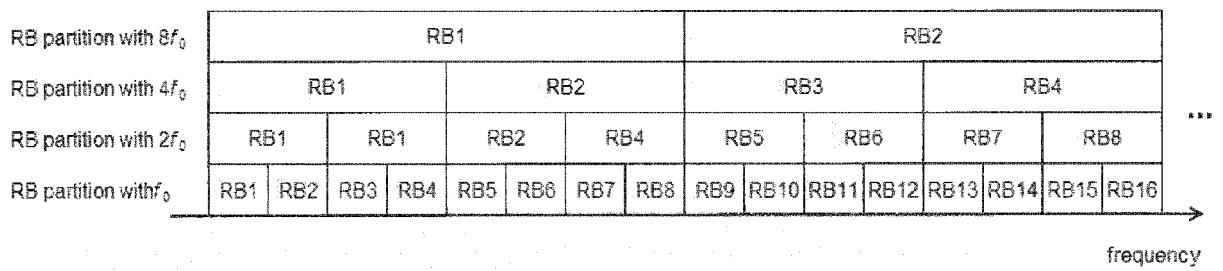 RB partition with 8f₀ RB1 RB2
RB partition with 4f₀ RB1 RB2 RB3 RB4
RB partition with 2f₀ RB1 RB1 RB2 RB4 RB5 RB6 RB7 RB8
...
RB partition withf₀ RB1 RB2 RB3 RB4 RB5 RB6 RB7 RB8 RB9 RB10 RB11 RB12 RB13 RB14 RB15 RB16
frequency